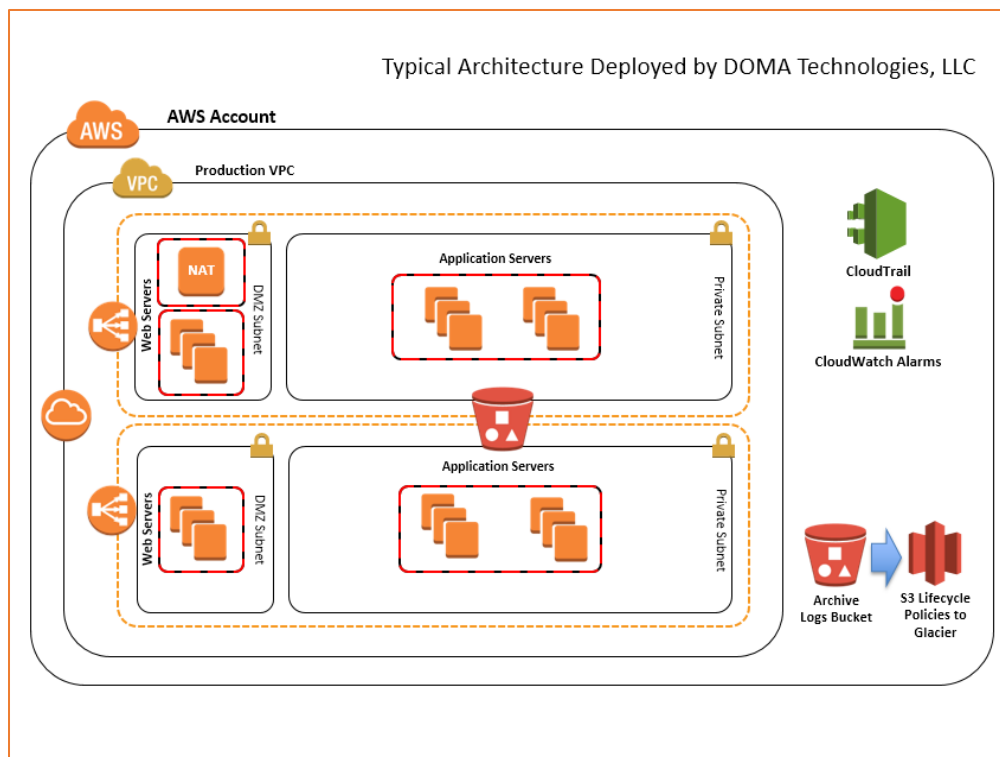 Typical Architecture Deployed by DOMA Technologies, LLC
AWS
AWS Account
VPC
Production VPC
Web Servers
NAT
DMZ Subnet
Application Servers
Private Subnet
CloudTrail
CloudWatch Alarms
Web Servers
DMZ Subnet
Application Servers
Private Subnet
Archive
Logs Bucket
S3 Lifecycle
Policies to
Glacier